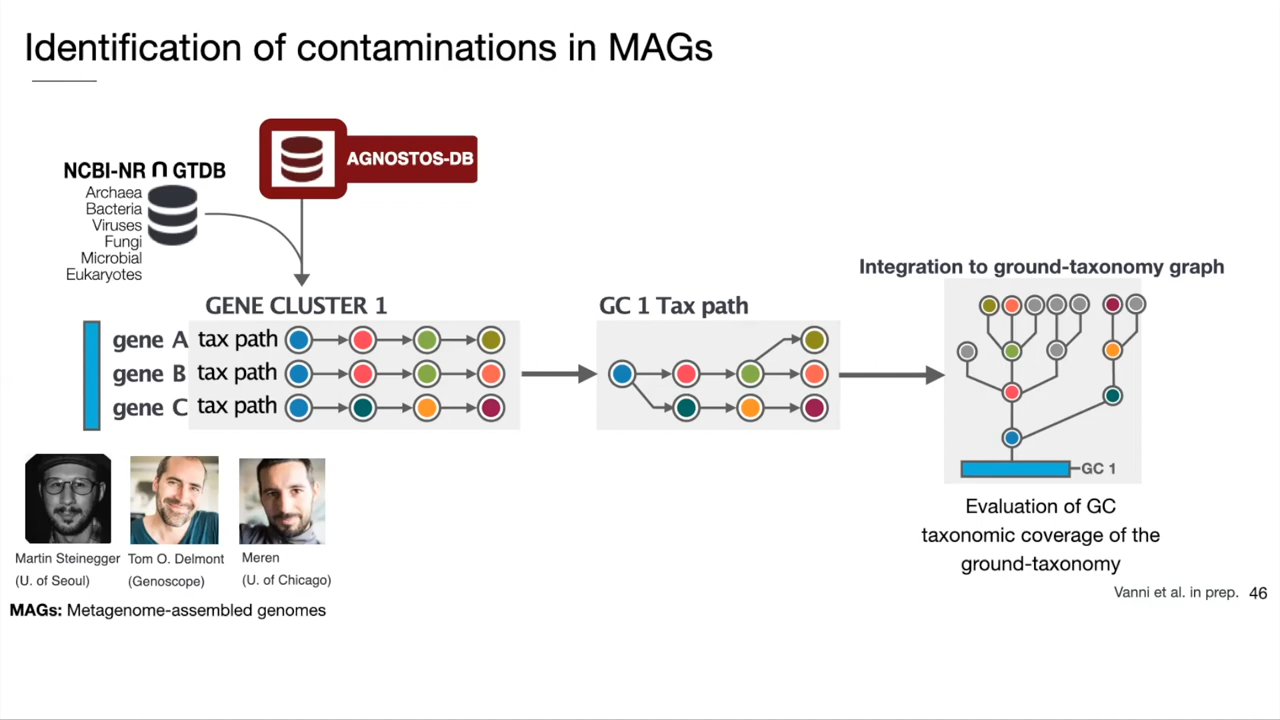 Identification of contaminations in MAGs
AGNOSTOS-DB
NCBI-NR ∩ GTDB
Archaea
Bacteria
Viruses
Fungi
Microbial
Eukaryotes
GENE CLUSTER 1
gene A tax path
gene B tax path
gene C tax path
GC 1 Tax path
Integration to ground-taxonomy graph
GC 1
Evaluation of GC
taxonomic coverage of the
ground-taxonomy
Martin Steinegger
(U. of Seoul)
Tom O. Delmont
(Genoscope)
Meren
(U. of Chicago)
Vanni et al. in prep. 46
MAGs: Metagenome-assembled genomes